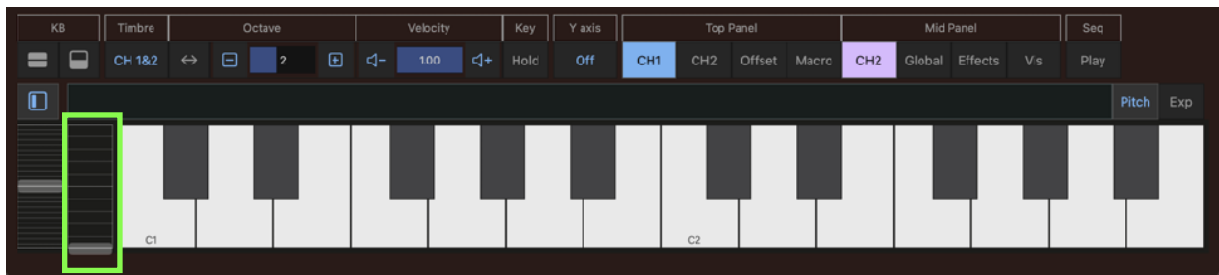 KB Timbre Octave Velocity Key Y axis Top Panel Mid Panel Seq
CH 1&2 2 100 Hold Off CH1 CH2 Offset Macro CH2 Global Effects Vis Play
Pitch Exp
C1 C2